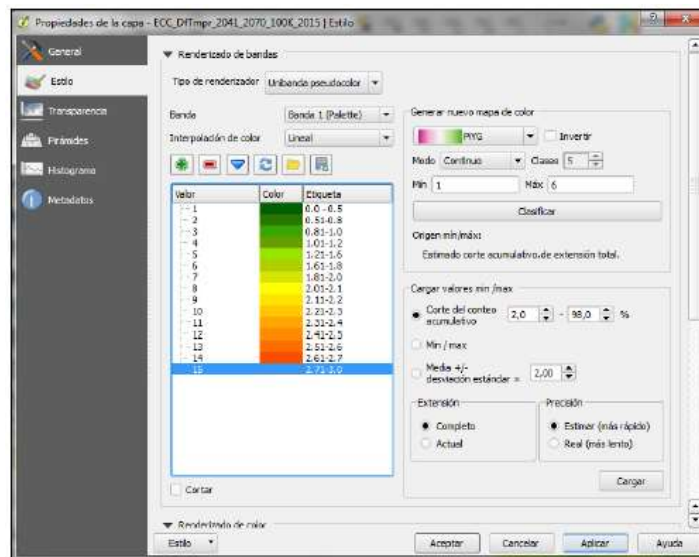 Propiedades de la capa - ECC_DfTmpr_2041_2070_100K_2015 | Estilo
General
Estilo
Transparencia
Pirámides
Histograma
Metadatos
Renderizado de bandas
Tipo de renderizador Unibanda pseudocolor
Banda Banda 1 (Palette)
Interpolación de color Lineal
Valor Color Etiqueta
1 0.0 -0.5
2 0.51-0.8
3 0.81-1.0
4 1.01-1.2
5 1.21-1.6
6 1.61-1.8
7 1.81-2.0
8 2.01-2.1
9 2.11-2.2
10 2.21-2.3
11 2.31-2.4
12 2.41-2.5
13 2.51-2.6
14 2.61-2.7
15 2.71-3.0
Cortar
Generar nuevo mapa de color
PiYG Invertir
Modo Continuo Clases 5
Mín 1 Máx 6
Clasificar
Origen mín/máx:
Estimado corte acumulativo.de extensión total.
Cargar valores min /max
Corte del conteo acumulativo 2,0 - 98,0 %
Min / max
Media +/- desviación estándar × 2,00
Extensión
Completo
Actual
Precisión
Estimar (más rápido)
Real (más lento)
Cargar
Renderizado de color
Estilo Aceptar Cancelar Aplicar Ayuda